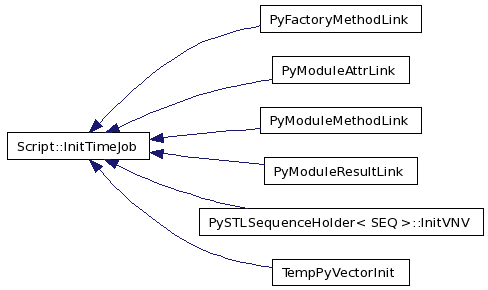 PyFactoryMethodLink
PyModuleAttrLink
PyModuleMethodLink
Script::InitTimeJob
PyModuleResultLink
PySTLSequenceHolder< SEQ >::InitVNV
TempPyVectorInit